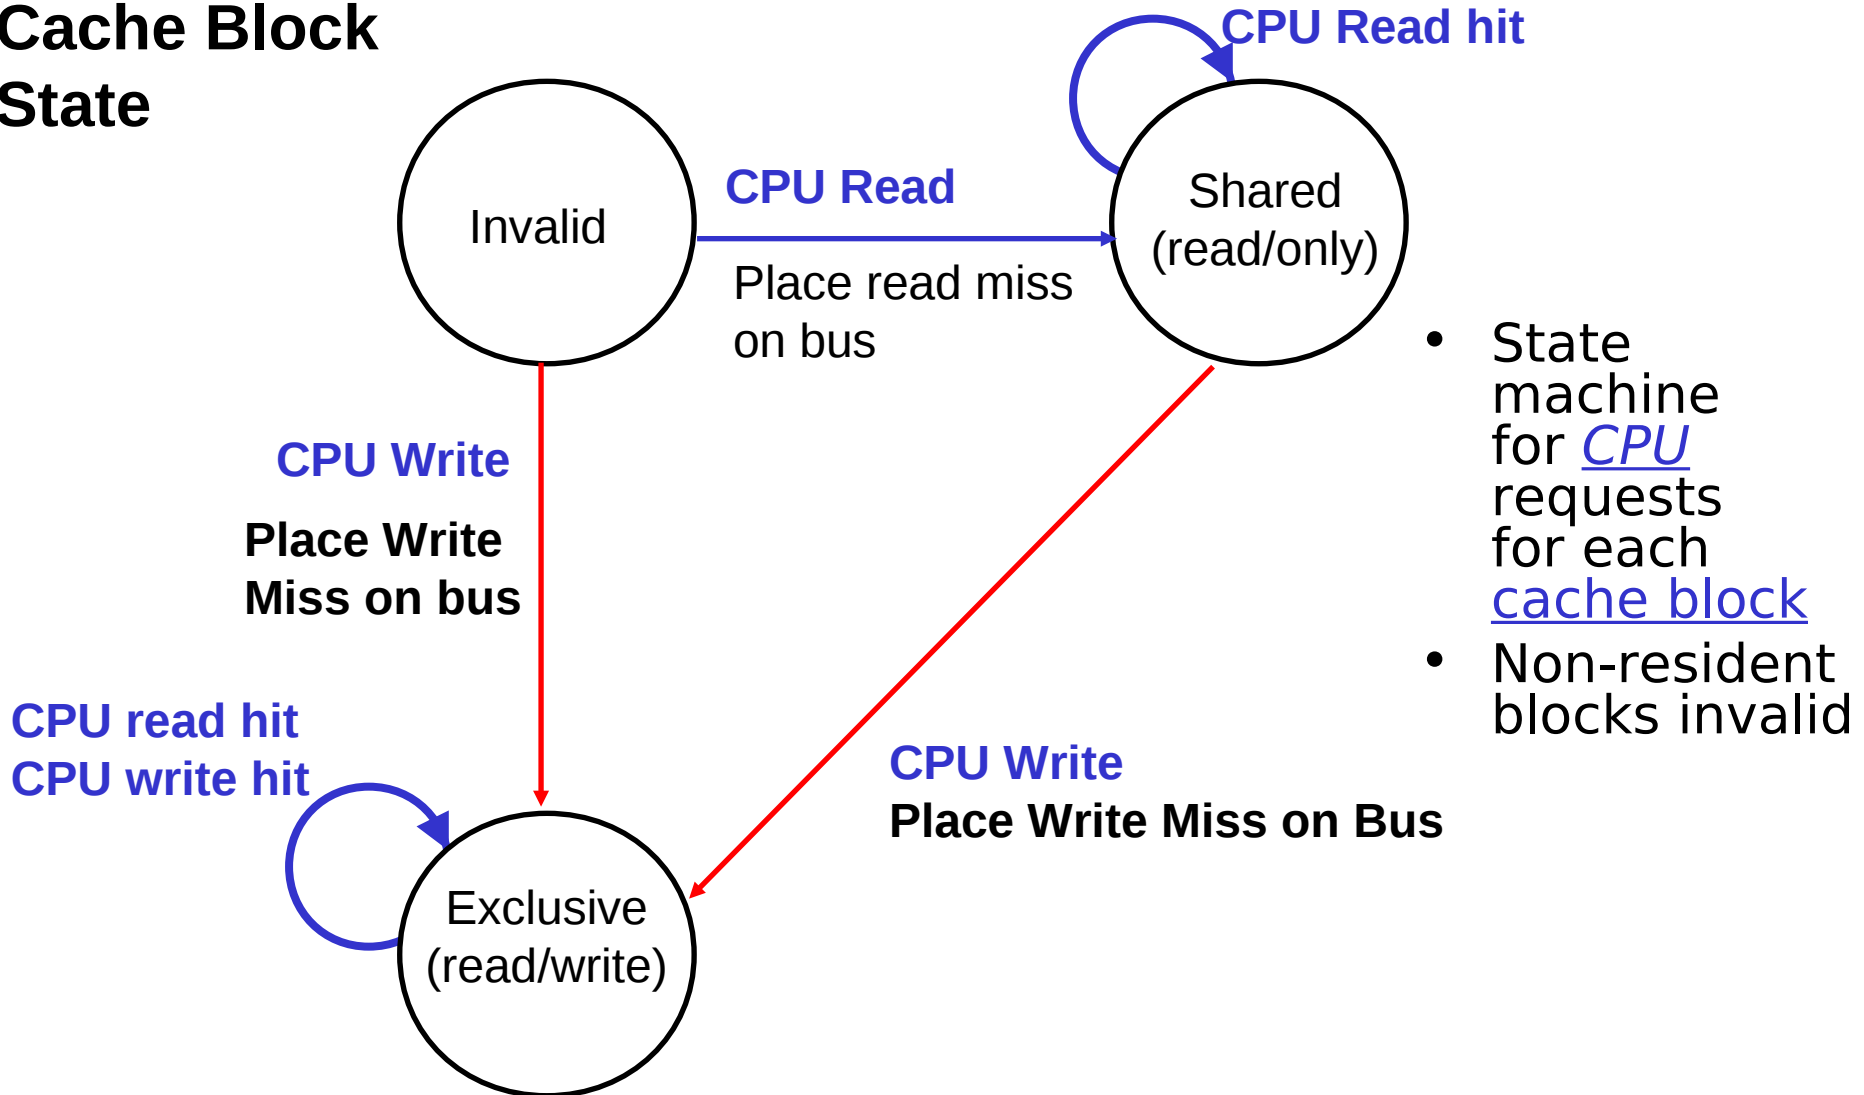 Cache Block
State
CPU Read hit
Invalid
CPU Read
Place read miss
on bus
Shared
(read/only)
• State
machine
for CPU
requests
for each
cache block
• Non-resident
blocks invalid
CPU Write
Place Write
Miss on bus
CPU read hit
CPU write hit
CPU Write
Place Write Miss on Bus
Exclusive
(read/write)